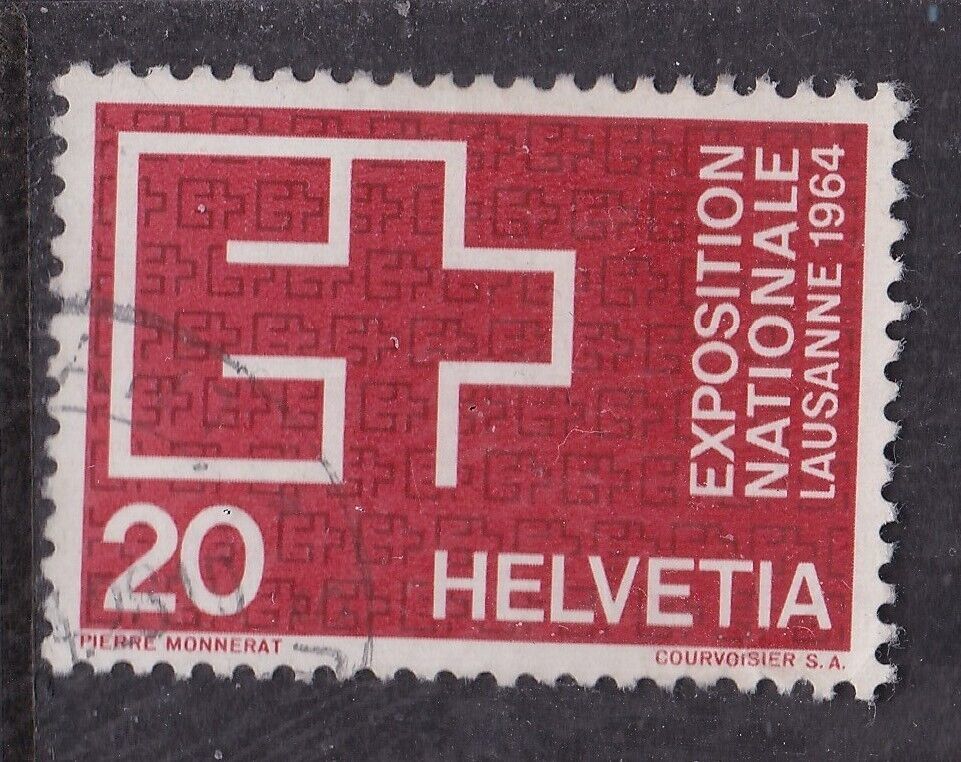 EXPOSITION
NATIONALE
LAUSANNE 1964
20
HELVETIA
PIERRE MONNERAT
COURVOISIER S.A.